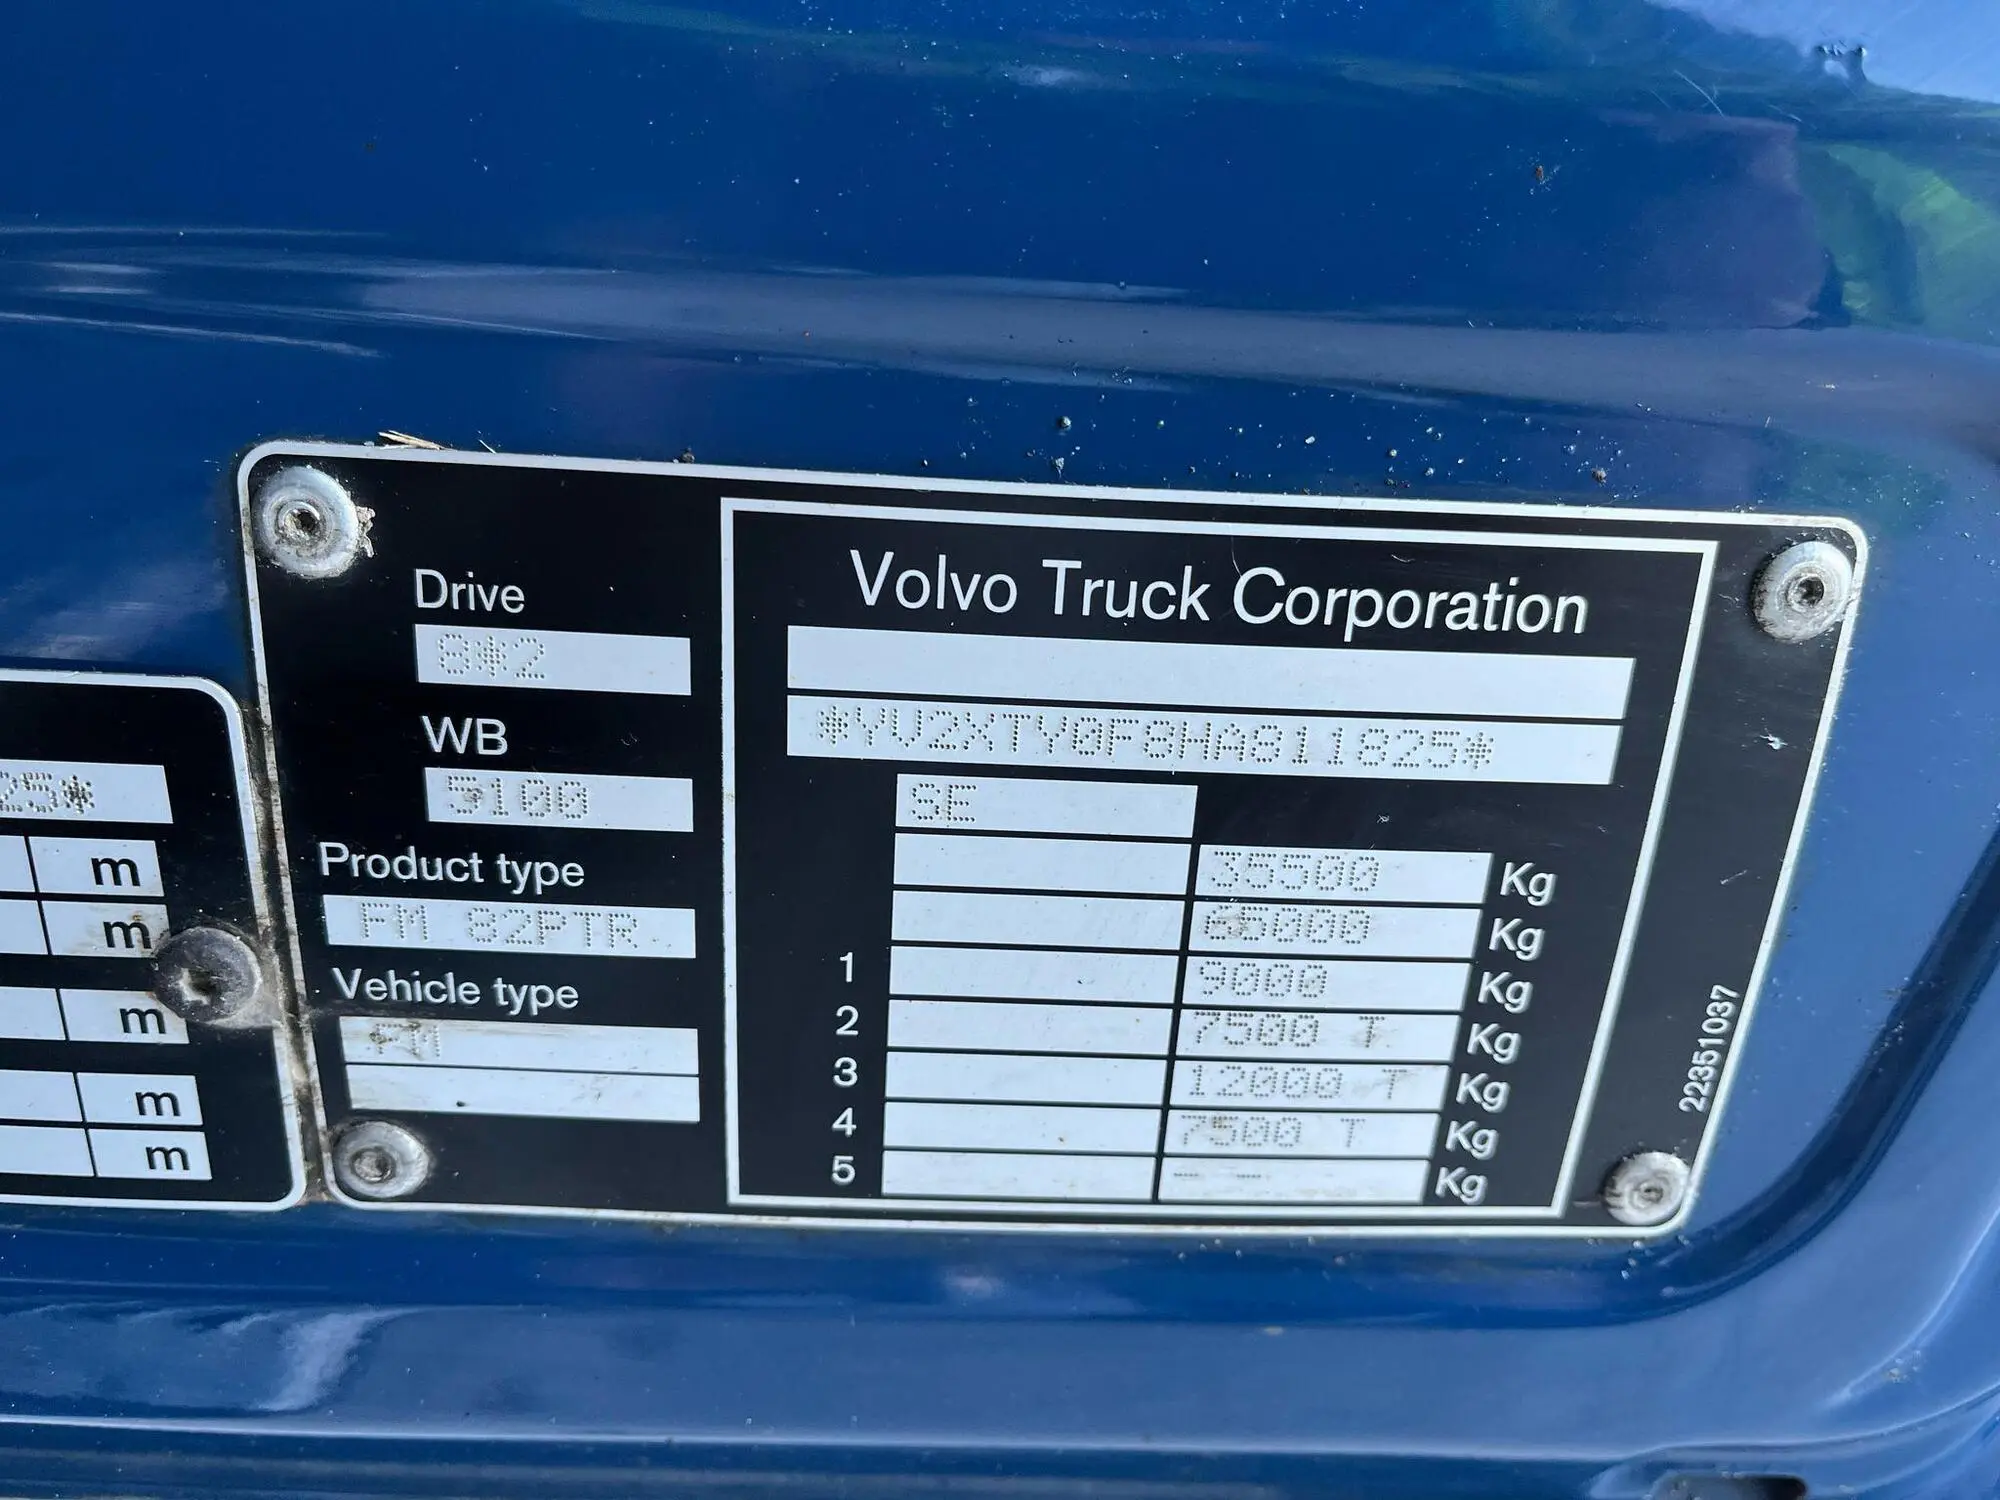 Volvo Truck Corporation
Drive
8*2
WB
5100
Product type
FM 82PTR
Vehicle type
FM
*YV2XTY0F8HA811825*
SE
35500 Kg
65000 Kg
1 9000 Kg
2 7500 T Kg
3 12000 T Kg
4 7500 T Kg
5 -- -- Kg
22351037
25*
m
m
m
m
m